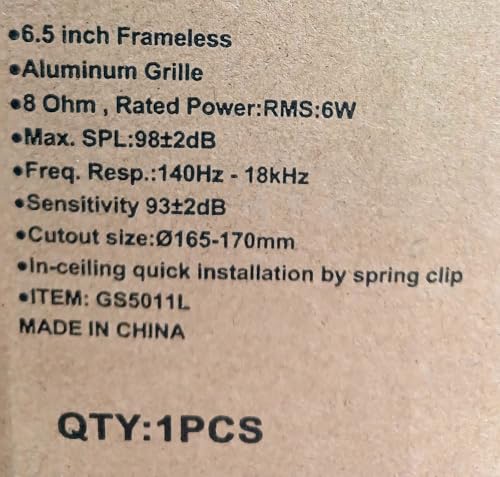 •6.5 inch Frameless
•Aluminum Grille
•8 Ohm , Rated Power:RMS:6W
•Max. SPL:98±2dB
•Freq. Resp.:140Hz - 18kHz
•Sensitivity 93±2dB
•Cutout size:Ø165-170mm
•In-ceiling quick installation by spring clip
•ITEM: GS5011L
MADE IN CHINA
QTY:1PCS